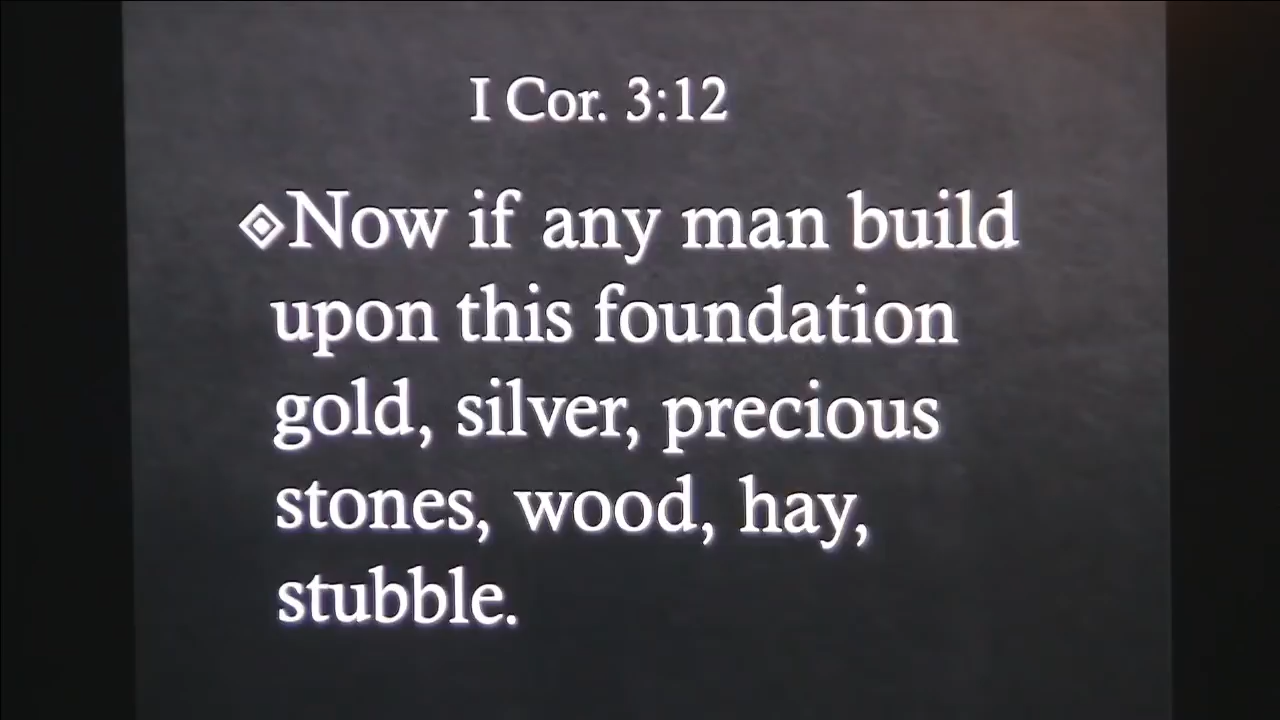 I Cor. 3:12
Now if any man build
upon this foundation
gold, silver, precious
stones, wood, hay,
stubble.